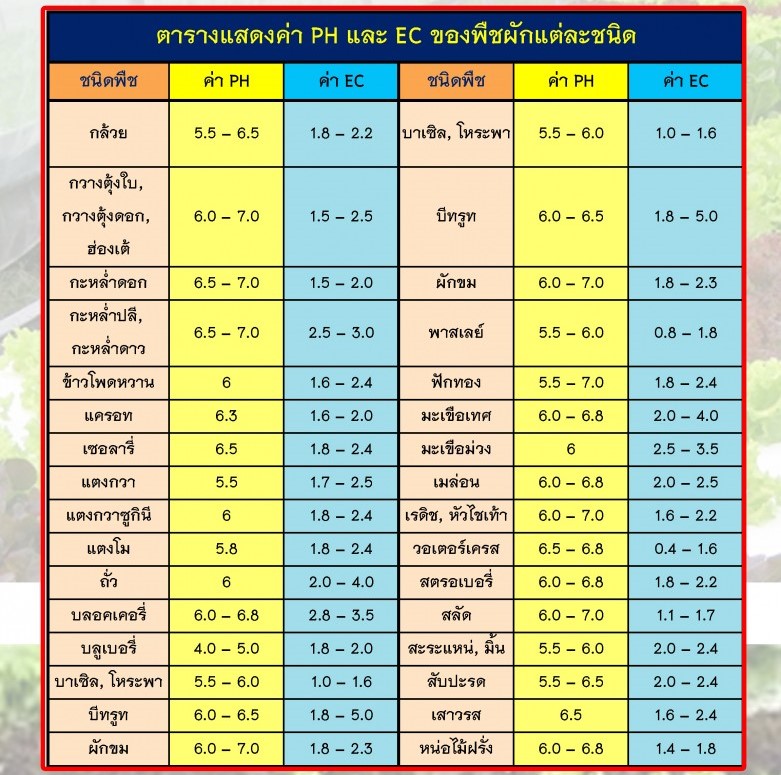 ตารางแสดงค่า PH และ EC ของพืชผักแต่ละชนิด
ชนิดพืช ค่า PH ค่า EC ชนิดพืช ค่า PH ค่า EC
กล้วย 5.5 – 6.5 1.8 – 2.2 บาเซิล, โหระพา 5.5 – 6.0 1.0 – 1.6
กวางตุ้งใบ,
กวางตุ้งดอก, 6.0 – 7.0 1.5 – 2.5 บีทรูท 6.0 – 6.5 1.8 – 5.0
ฮ่องเต้
กะหล่ำดอก 6.5 – 7.0 1.5 – 2.0 ผักขม 6.0 – 7.0 1.8 – 2.3
กะหล่ำปลี,
กะหล่ำดาว 6.5 – 7.0 2.5 – 3.0 พาสเลย์ 5.5 – 6.0 0.8 – 1.8
ข้าวโพดหวาน 6 1.6 – 2.4 ฟักทอง 5.5 – 7.0 1.8 – 2.4
แครอท 6.3 1.6 – 2.0 มะเขือเทศ 6.0 – 6.8 2.0 – 4.0
เซอลารี่ 6.5 1.8 – 2.4 มะเขือม่วง 6 2.5 – 3.5
แตงกวา 5.5 1.7 – 2.5 เมล่อน 6.0 – 6.8 2.0 – 2.5
แตงกวาซูกินี 6 1.8 – 2.4 เรดิช, หัวไชเท้า 6.0 – 7.0 1.6 – 2.2
แตงโม 5.8 1.8 – 2.4 วอเตอร์เครส 6.5 – 6.8 0.4 – 1.6
ถั่ว 6 2.0 – 4.0 สตรอเบอรี่ 6.0 – 6.8 1.8 – 2.2
บลอคเคอรี่ 6.0 – 6.8 2.8 – 3.5 สลัด 6.0 – 7.0 1.1 – 1.7
บลูเบอรี่ 4.0 – 5.0 1.8 – 2.0 สะระแหน่, มิ้น 5.5 – 6.0 2.0 – 2.4
บาเซิล, โหระพา 5.5 – 6.0 1.0 – 1.6 สับปะรด 5.5 – 6.5 2.0 – 2.4
บีทรูท 6.0 – 6.5 1.8 – 5.0 เสาวรส 6.5 1.6 – 2.4
ผักขม 6.0 – 7.0 1.8 – 2.3 หน่อไม้ฝรั่ง 6.0 – 6.8 1.4 – 1.8